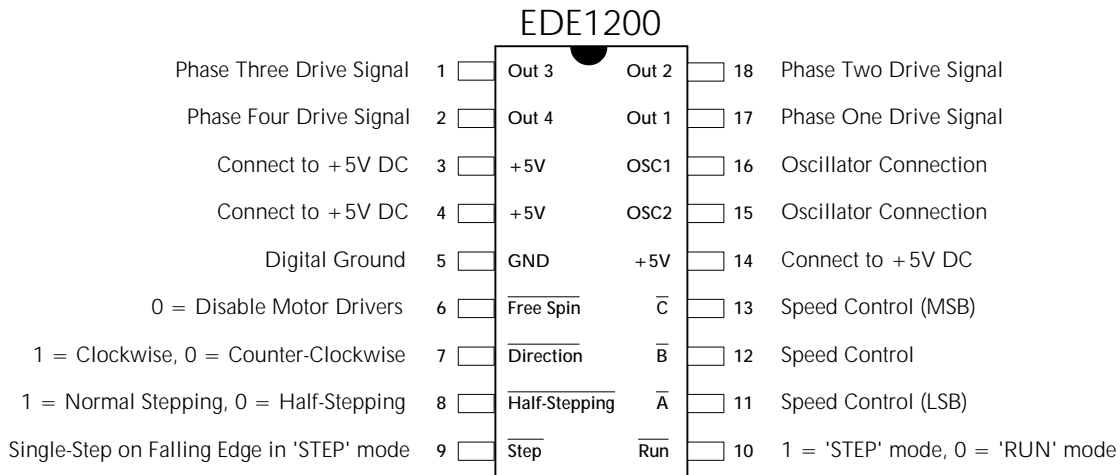 EDE1200
Phase Three Drive Signal 1 Out 3 Out 2 18 Phase Two Drive Signal
Phase Four Drive Signal 2 Out 4 Out 1 17 Phase One Drive Signal
Connect to +5V DC 3 +5V OSC1 16 Oscillator Connection
Connect to +5V DC 4 +5V OSC2 15 Oscillator Connection
Digital Ground 5 GND +5V 14 Connect to +5V DC
0 = Disable Motor Drivers 6 Free Spin C 13 Speed Control (MSB)
1 = Clockwise, 0 = Counter-Clockwise 7 Direction B 12 Speed Control
1 = Normal Stepping, 0 = Half-Stepping 8 Half-Stepping A 11 Speed Control (LSB)
Single-Step on Falling Edge in 'STEP' mode 9 Step Run 10 1 = 'STEP' mode, 0 = 'RUN' mode